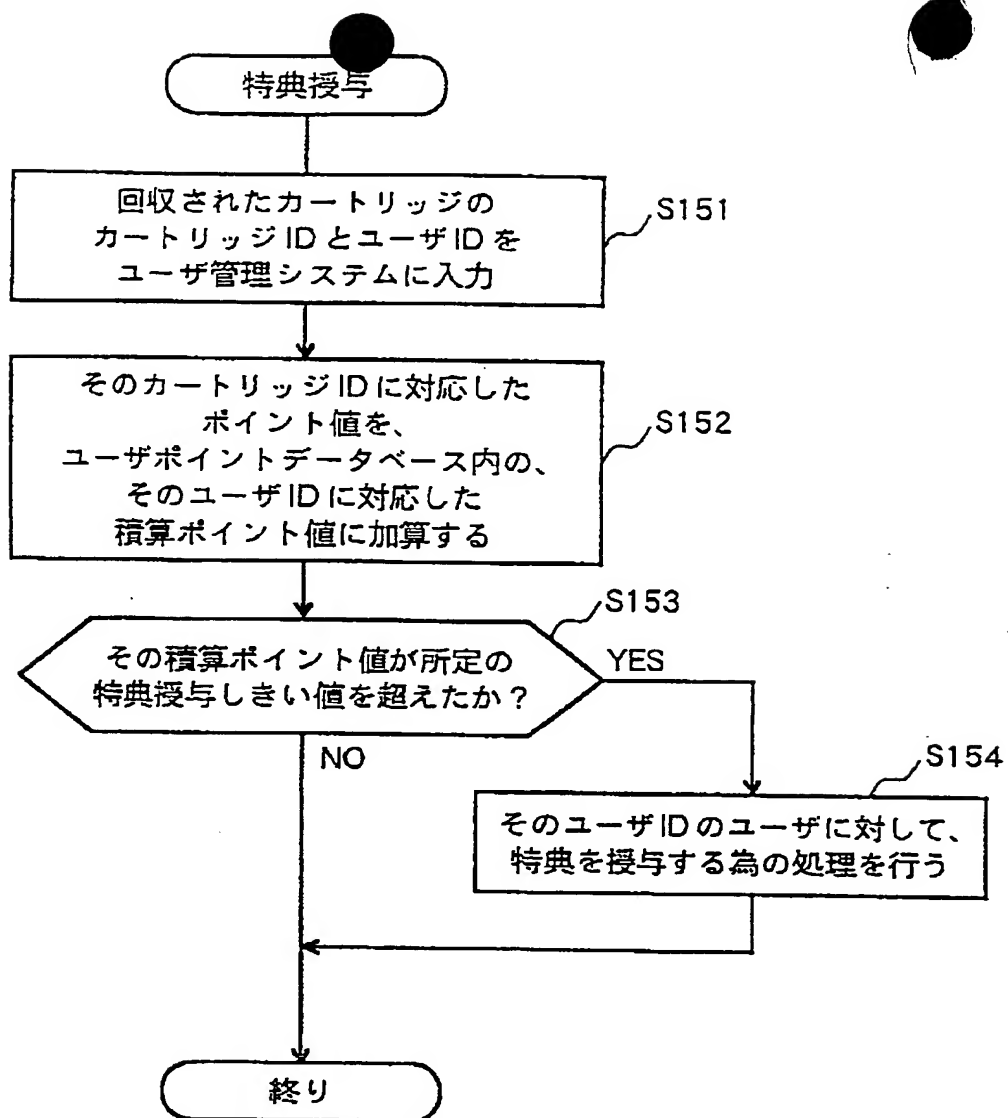 特典授与
回収されたカートリッジの
カートリッジIDとユーザIDを
ユーザ管理システムに入力
S151
そのカートリッジIDに対応した
ポイント値を、
ユーザポイントデータベース内の、
そのユーザIDに対応した
積算ポイント値に加算する
S152
S153
その積算ポイント値が所定の
特典授与しきい値を超えたか？
YES
NO
S154
そのユーザIDのユーザに対して、
特典を授与する為の処理を行う
終り